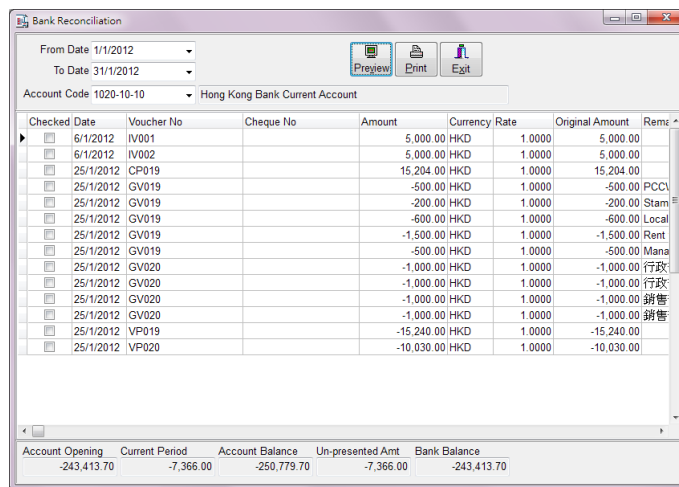 Bank Reconciliation
From Date 1/1/2012
To Date 31/1/2012
Preview Print Exit
Account Code 1020-10-10 Hong Kong Bank Current Account
Checked Date Voucher No Cheque No Amount Currency Rate Original Amount Rema
6/1/2012 IV001 5,000.00 HKD 1.0000 5,000.00
6/1/2012 IV002 5,000.00 HKD 1.0000 5,000.00
25/1/2012 CP019 15,204.00 HKD 1.0000 15,204.00
25/1/2012 GV019 -500.00 HKD 1.0000 -500.00 PCCW
25/1/2012 GV019 -200.00 HKD 1.0000 -200.00 Stam
25/1/2012 GV019 -600.00 HKD 1.0000 -600.00 Local
25/1/2012 GV019 -1,500.00 HKD 1.0000 -1,500.00 Rent
25/1/2012 GV019 -500.00 HKD 1.0000 -500.00 Mana
25/1/2012 GV020 -1,000.00 HKD 1.0000 -1,000.00 行政
25/1/2012 GV020 -1,000.00 HKD 1.0000 -1,000.00 行政
25/1/2012 GV020 -1,000.00 HKD 1.0000 -1,000.00 銷售
25/1/2012 GV020 -1,000.00 HKD 1.0000 -1,000.00 銷售
25/1/2012 VP019 -15,240.00 HKD 1.0000 -15,240.00
25/1/2012 VP020 -10,030.00 HKD 1.0000 -10,030.00
Account Opening Current Period Account Balance Un-presented Amt Bank Balance
-243,413.70 -7,366.00 -250,779.70 -7,366.00 -243,413.70